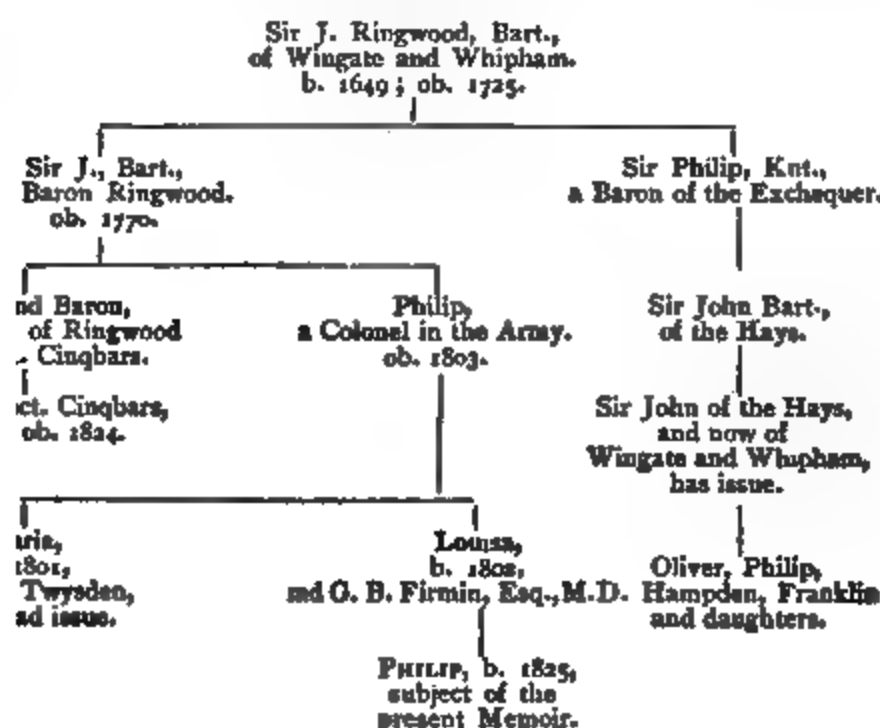 Sir J. Ringwood, Bart.,
of Wingate and Whipham.
b. 1649; ob. 1725.
Sir J., Bart.,
Baron Ringwood.
ob. 1770.
Sir Philip, Knt.,
a Baron of the Exchequer.
nd Baron,
of Ringwood
Cinqbars.
Philip,
a Colonel in the Army.
ob. 1803.
Sir John Bart.,
of the Hays.
ct. Cinqbars,
ob. 1824.
Sir John of the Hays,
and now of
Wingate and Whipham,
has issue.
aria,
1801,
Twysden,
ad issue.
Louisa,
b. 1802,
md G. B. Firmin, Esq., M.D.
Oliver, Philip,
Hampden, Franklin
and daughters.
PHILIP, b. 1825,
subject of the
present Memoir.